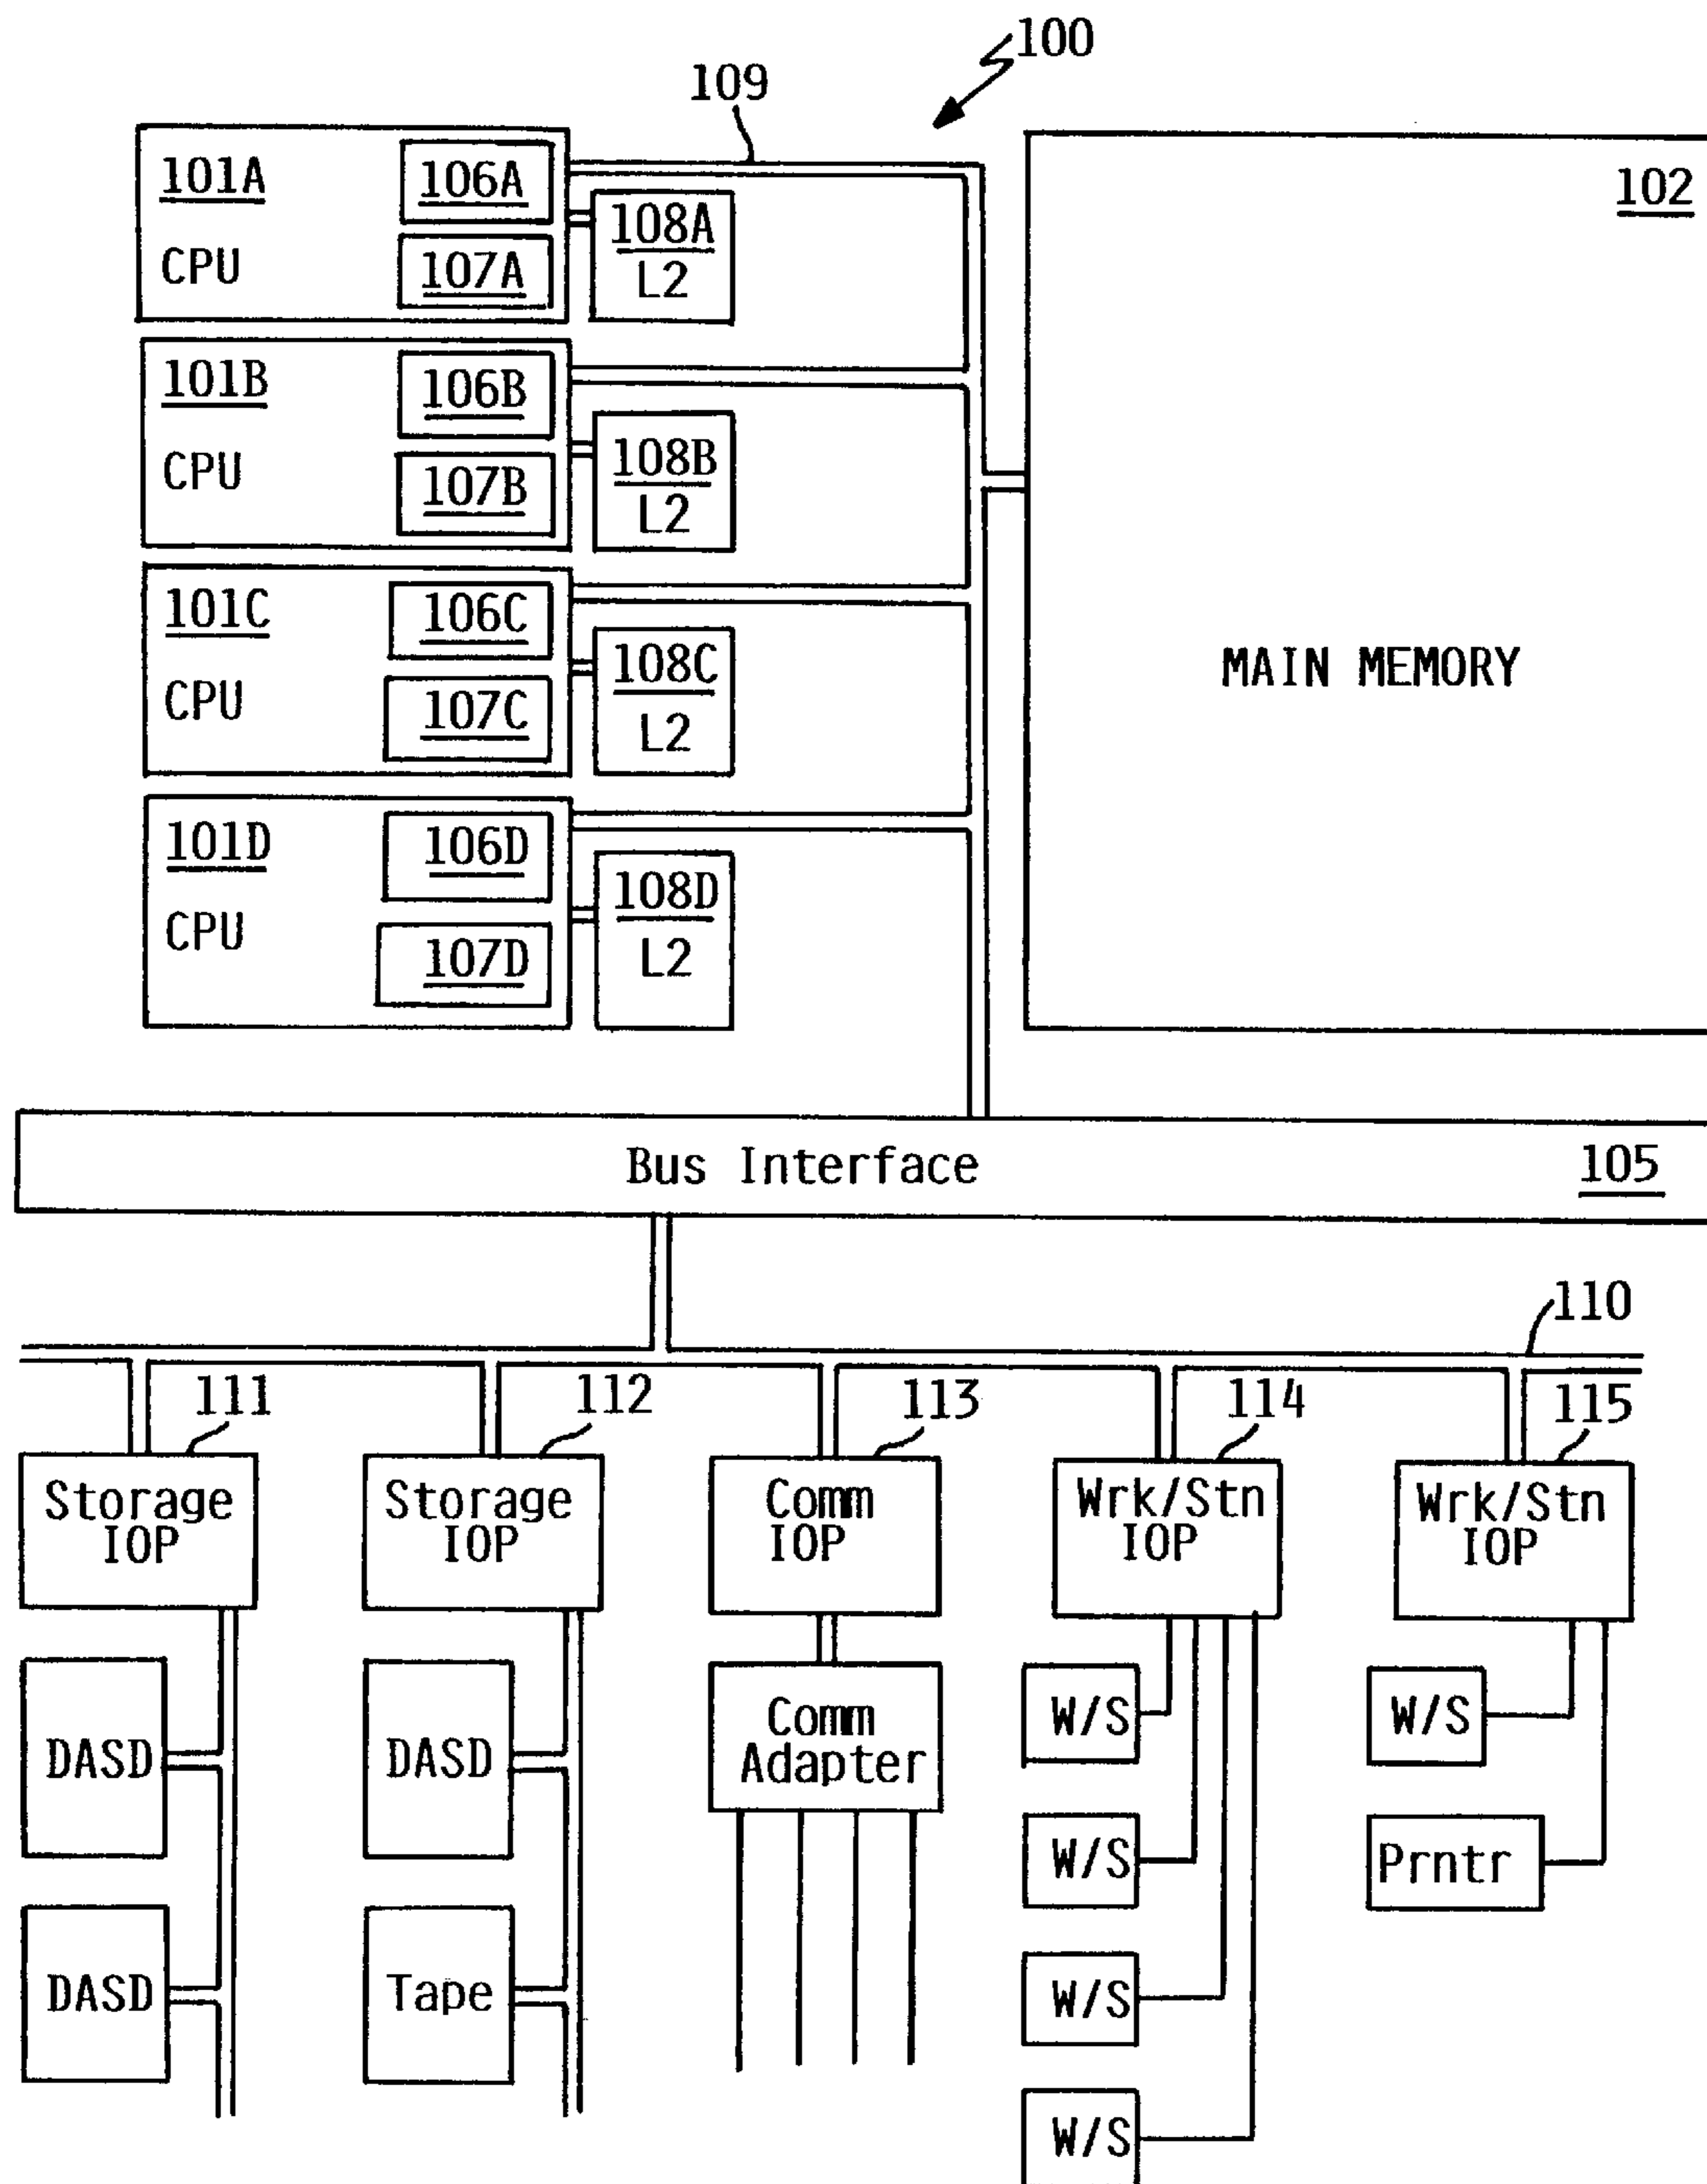 100
109
101A
106A
102
108A
CPU
107A
L2
101B
106B
108B
CPU
107B
L2
101C
106C
108C
MAIN MEMORY
CPU
107C
L2
101D
106D
108D
CPU
107D
L2
Bus Interface
105
110
111
112
113
114
115
Storage
IOP
Storage
IOP
Comm
IOP
Wrk/Stn
IOP
Wrk/Stn
IOP
DASD
DASD
Comm
Adapter
W/S
W/S
W/S
Prntr
DASD
Tape
W/S
W/S